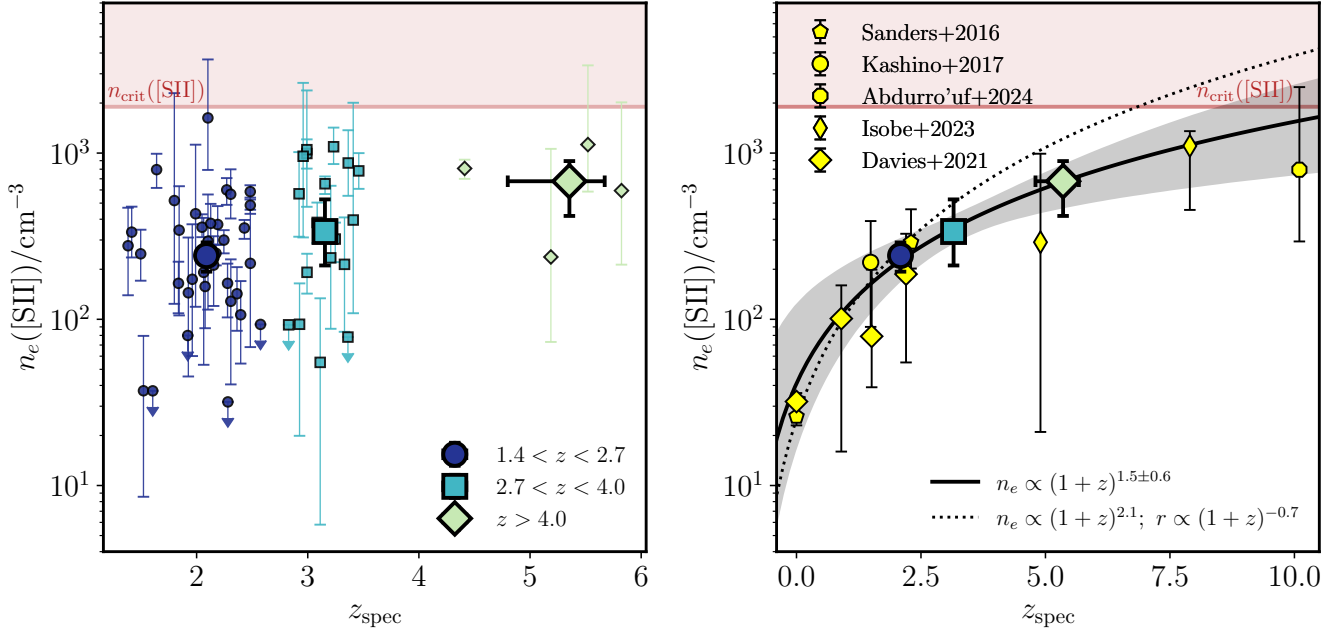 n_crit([SII])
10^3
10^2
10^1
n_e([SII])/cm^−3
2
3
4
5
6
z_spec
1.4 < z < 2.7
2.7 < z < 4.0
z > 4.0
Sanders+2016
Kashino+2017
Abdurro'uf+2024
Isobe+2023
Davies+2021
n_crit([SII])
10^3
10^2
10^1
n_e([SII])/cm^−3
n_e ∝ (1 + z)^1.5±0.6
n_e ∝ (1 + z)^2.1; r ∝ (1 + z)^−0.7
0.0
2.5
5.0
7.5
10.0
z_spec